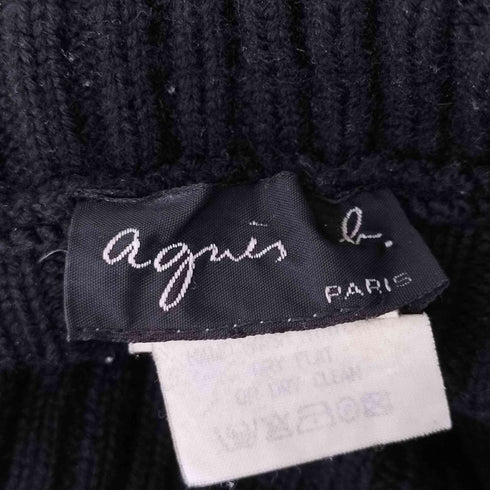 agnès b.
PARIS
DRY FLAT
OR DRY CLEAN